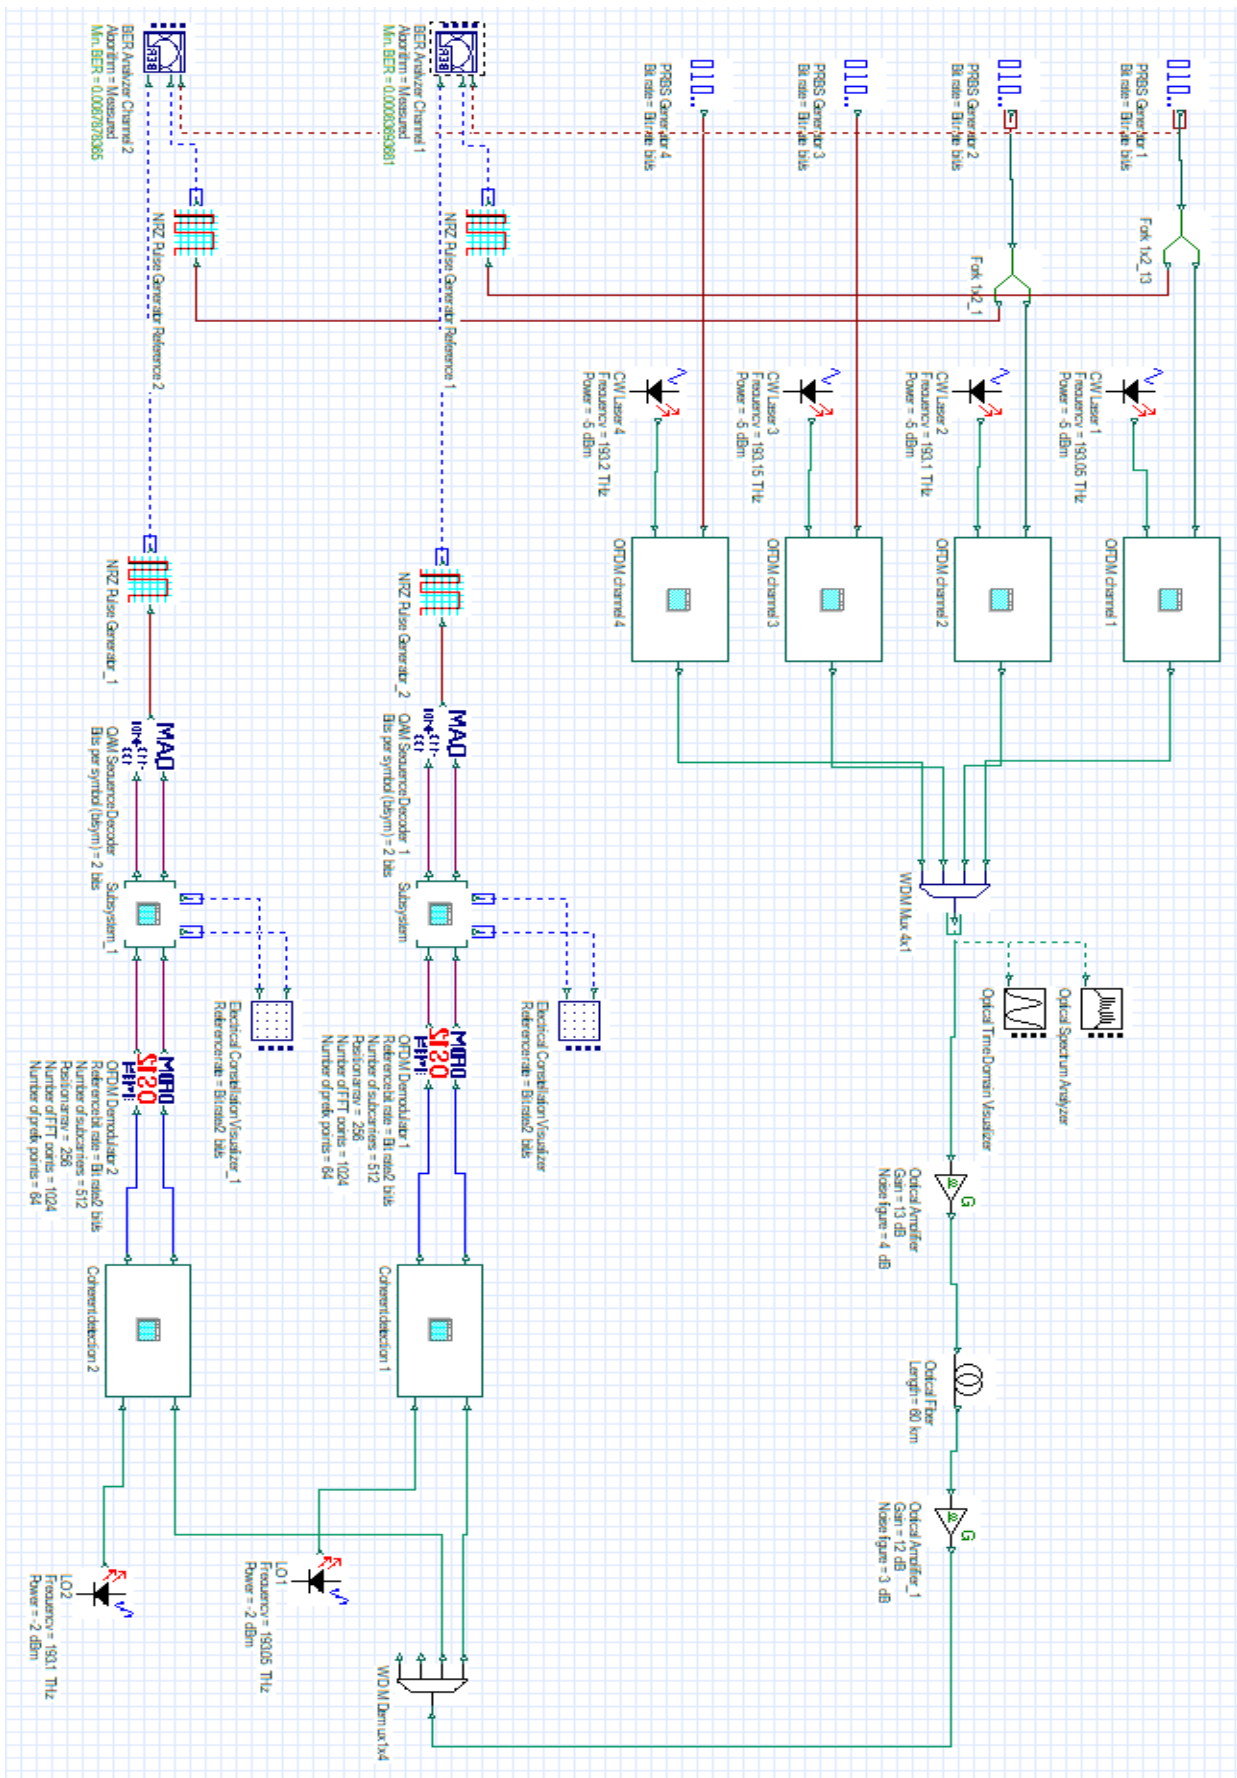 PRBS Generator 1
Bit rate = Bit rate bits/s
Fork 1x2_13
CW Laser 1
Frequency = 193.05 THz
Power = -5 dBm
OFDM channel 1
PRBS Generator 2
Bit rate = Bit rate bits/s
Fork 1x2_1
CW Laser 2
Frequency = 193.1 THz
Power = -5 dBm
OFDM channel 2
PRBS Generator 3
Bit rate = Bit rate bits/s
CW Laser 3
Frequency = 193.15 THz
Power = -5 dBm
OFDM channel 3
PRBS Generator 4
Bit rate = Bit rate bits/s
CW Laser 4
Frequency = 193.2 THz
Power = -5 dBm
OFDM channel 4
WDM Mux 4x1
Optical Spectrum Analyzer
Optical Time Domain Visualizer
Optical Amplifier
Gain = 13 dB
Noise figure = 4 dB
Optical Fiber
Length = 60 km
Optical Amplifier_1
Gain = 12 dB
Noise figure = 3 dB
BER Analyzer Channel 1
Algorithm = Measured
NRZ Pulse Generator Reference 1
NRZ Pulse Generator_2
QAM Sequence Decoder_1
Bits per symbol (bit/sym) = 2 bits
Subsystem
Electrical Constellation Visualizer
Reference rate = Bit rate/2 bits/s
OFDM Demodulator 1
Reference bit rate = Bit rate/2 bits/s
Number of subcarriers = 512
Position array = 256
Number of FFT points = 1024
Number of prefix points = 64
Coherent detection 1
LO1
Frequency = 193.05 THz
Power = -2 dBm
WDM Demux 1x4
BER Analyzer Channel 2
Algorithm = Measured
NRZ Pulse Generator Reference 2
NRZ Pulse Generator_1
QAM Sequence Decoder
Bits per symbol (bit/sym) = 2 bits
Subsystem_1
Electrical Constellation Visualizer_1
Reference rate = Bit rate/2 bits/s
OFDM Demodulator 2
Reference bit rate = Bit rate/2 bits/s
Number of subcarriers = 512
Position array = 256
Number of FFT points = 1024
Number of prefix points = 64
Coherent detection 2
LO2
Frequency = 193.1 THz
Power = -2 dBm